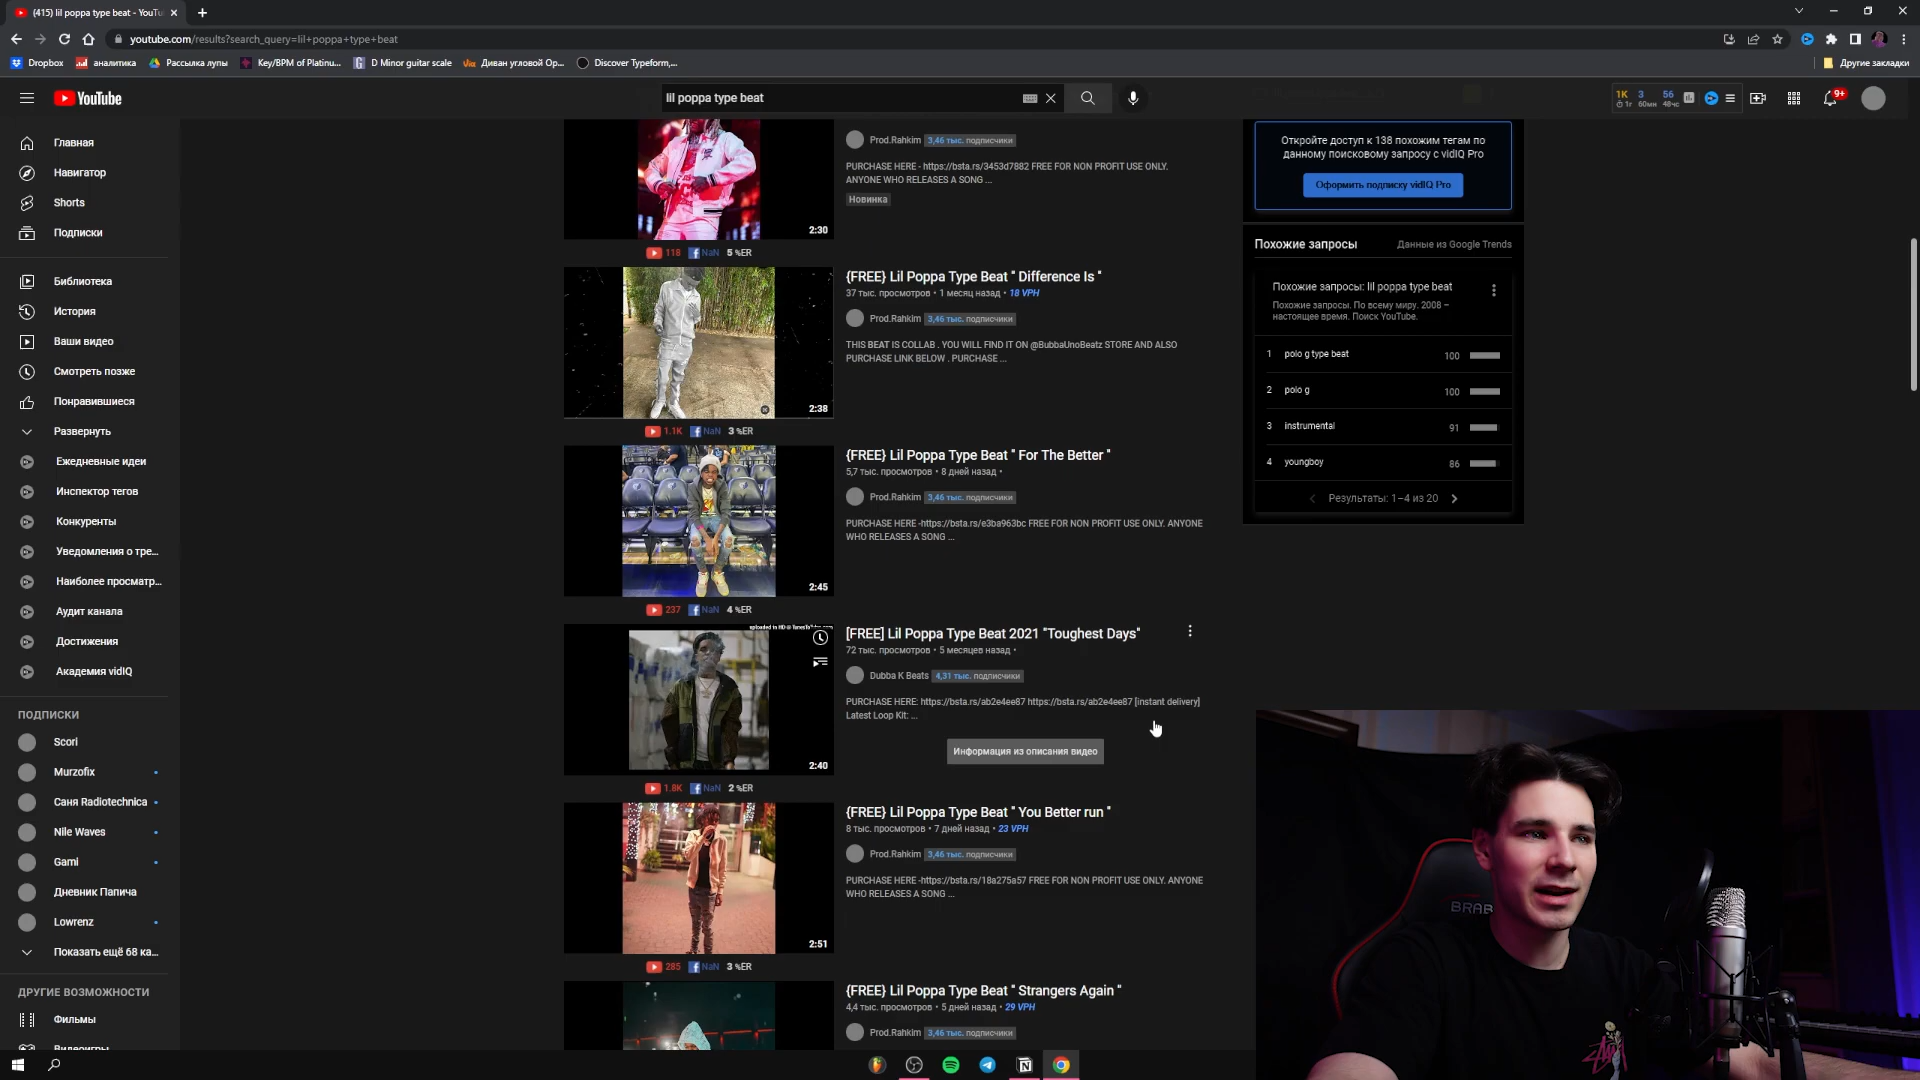 (415) lil poppa type beat - YouTu
youtube.com/results?search_query=lil+poppa+type+beat
Dropbox
аналитика
Рассылка лупы
Key/BPM of Platinu...
D Minor guitar scale
Диван угловой Ор...
Discover Typeform,...
Другие закладки
YouTube
lil poppa type beat
1K 3 56
1г 60мн 48чс
9+
Главная
Навигатор
Shorts
Подписки
Библиотека
История
Ваши видео
Смотреть позже
Понравившиеся
Развернуть
Ежедневные идеи
Инспектор тегов
Конкуренты
Уведомления о тре...
Наиболее просматр...
Аудит канала
Достижения
Академия vidIQ
ПОДПИСКИ
Scori
Murzofix
Саня Radiotechnica
Nile Waves
Gami
Дневник Папича
Lowrenz
Показать ещё 68 ка...
ДРУГИЕ ВОЗМОЖНОСТИ
Фильмы
Видеоигры
Prod.Rahkim 3,46 тыс. подписчики
PURCHASE HERE - https://bsta.rs/3453d7882 FREE FOR NON PROFIT USE ONLY.
ANYONE WHO RELEASES A SONG ...
Новинка
2:30
118 NaN 5 %ER
{FREE} Lil Poppa Type Beat " Difference Is "
37 тыс. просмотров • 1 месяц назад • 18 VPH
Prod.Rahkim 3,46 тыс. подписчики
THIS BEAT IS COLLAB . YOU WILL FIND IT ON @BubbaUnoBeatz STORE AND ALSO
PURCHASE LINK BELOW . PURCHASE ...
2:38
1.1K NaN 3 %ER
{FREE} Lil Poppa Type Beat " For The Better "
5,7 тыс. просмотров • 8 дней назад •
Prod.Rahkim 3,46 тыс. подписчики
PURCHASE HERE -https://bsta.rs/e3ba963bc FREE FOR NON PROFIT USE ONLY. ANYONE
WHO RELEASES A SONG ...
2:45
237 NaN 4 %ER
[FREE] Lil Poppa Type Beat 2021 "Toughest Days"
72 тыс. просмотров • 5 месяцев назад •
Dubba K Beats 4,31 тыс. подписчики
PURCHASE HERE: https://bsta.rs/ab2e4ee87 https://bsta.rs/ab2e4ee87 [instant delivery]
Latest Loop Kit: ...
Информация из описания видео
2:40
1.8K NaN 2 %ER
{FREE} Lil Poppa Type Beat " You Better run "
8 тыс. просмотров • 7 дней назад • 23 VPH
Prod.Rahkim 3,46 тыс. подписчики
PURCHASE HERE -https://bsta.rs/18a275a57 FREE FOR NON PROFIT USE ONLY. ANYONE
WHO RELEASES A SONG ...
2:51
285 NaN 3 %ER
{FREE} Lil Poppa Type Beat " Strangers Again "
4,4 тыс. просмотров • 5 дней назад • 29 VPH
Prod.Rahkim 3,46 тыс. подписчики
Откройте доступ к 138 похожим тегам по
данному поисковому запросу с vidIQ Pro
Оформить подписку vidIQ Pro
Похожие запросы Данные из Google Trends
Похожие запросы: lil poppa type beat
Похожие запросы. По всему миру. 2008 –
настоящее время. Поиск YouTube.
1 polo g type beat 100
2 polo g 100
3 instrumental 91
4 youngboy 86
Результаты: 1–4 из 20
BRAB